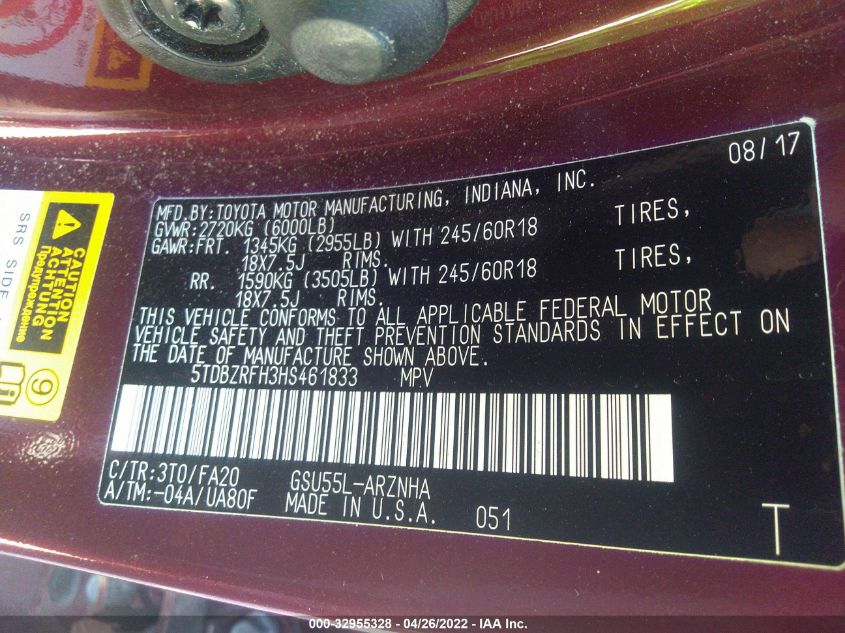 08/17
MFD.BY:TOYOTA MOTOR MANUFACTURING, INDIANA, INC.
GVWR:2720KG (6000LB)
GAWR:FRT. 1345KG (2955LB) WITH 245/60R18 TIRES,
18X7.5J RIMS.
RR. 1590KG (3505LB) WITH 245/60R18 TIRES,
18X7.5J RIMS.
THIS VEHICLE CONFORMS TO ALL APPLICABLE FEDERAL MOTOR
VEHICLE SAFETY AND THEFT PREVENTION STANDARDS IN EFFECT ON
THE DATE OF MANUFACTURE SHOWN ABOVE.
5TDBZRFH3HS461833 MPV
C/TR:3T0/FA20 GSU55L-ARZNHA
A/TM:-04A/UA80F MADE IN U.S.A. 051 T
SRS SIDE
CAUTION
ATTENTION
ACHTUNG
Предупреждение
9
000-32955328 - 04/26/2022 - IAA Inc.